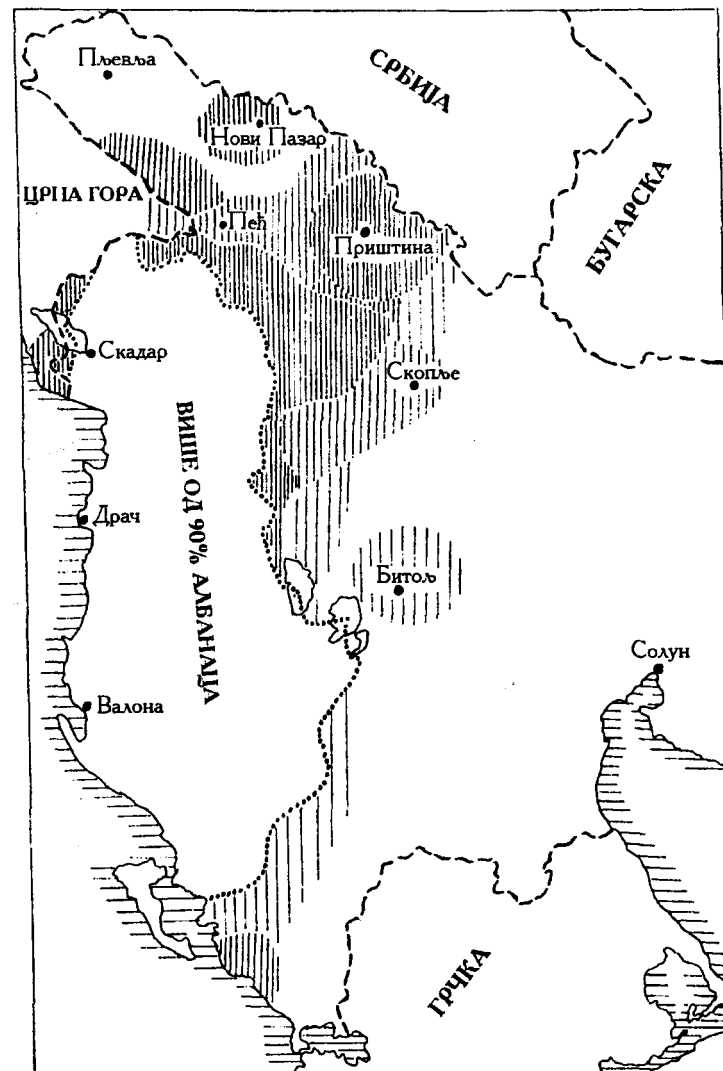 Пљевља
СРБИЈА
Нови Пазар
ЦРНА ГОРА
Пећ
Приштина
БУГАРСКА
Скадар
Скопље
ВИШЕ ОД 90% АЛБАНАЦА
Драч
Битољ
Солун
Валона
ГРЧКА